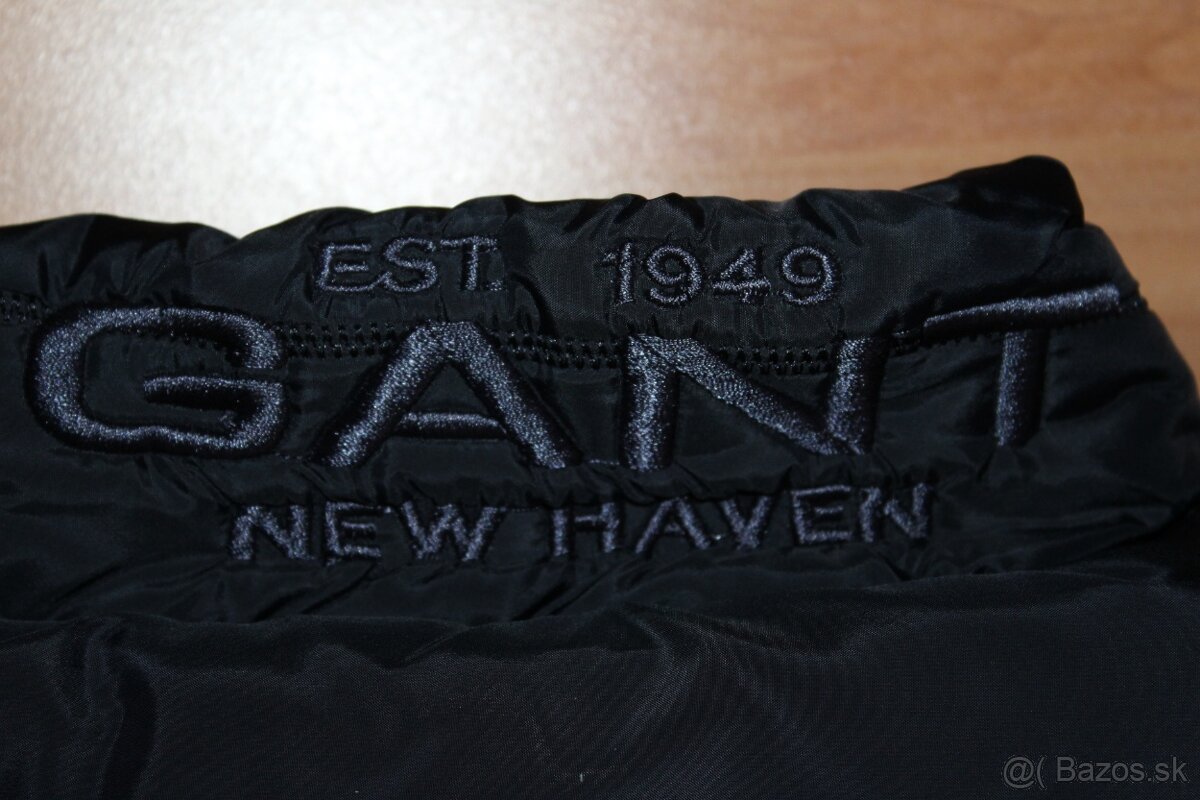 EST. 1949
GANT
NEW HAVEN
@( Bazos.sk